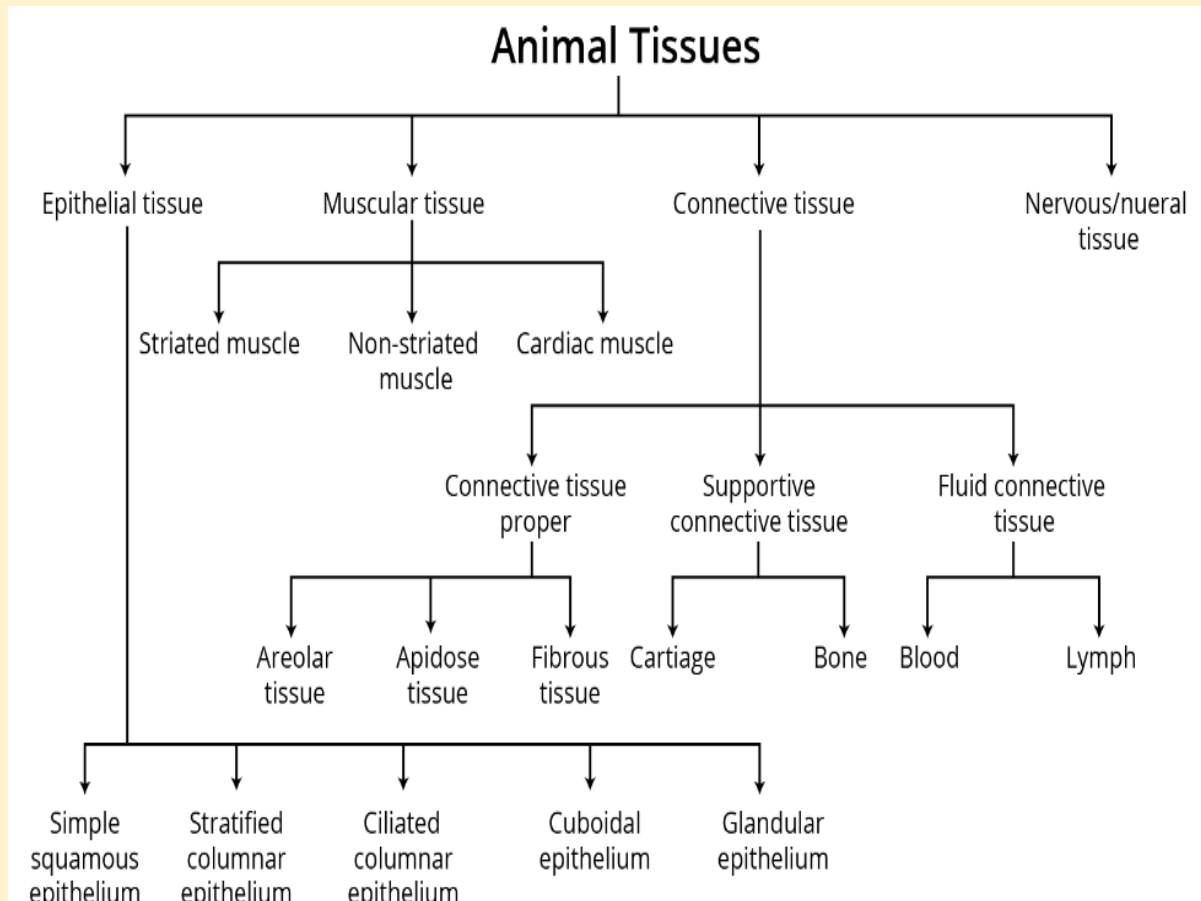 Animal Tissues
Epithelial tissue
Muscular tissue
Connective tissue
Nervous/nueral
tissue
Striated muscle
Non-striated
muscle
Cardiac muscle
Connective tissue
proper
Supportive
connective tissue
Fluid connective
tissue
Areolar
tissue
Apidose
tissue
Fibrous
tissue
Cartiage
Bone
Blood
Lymph
Simple
squamous
epithelium
Stratified
columnar
epithelium
Ciliated
columnar
epithelium
Cuboidal
epithelium
Glandular
epithelium